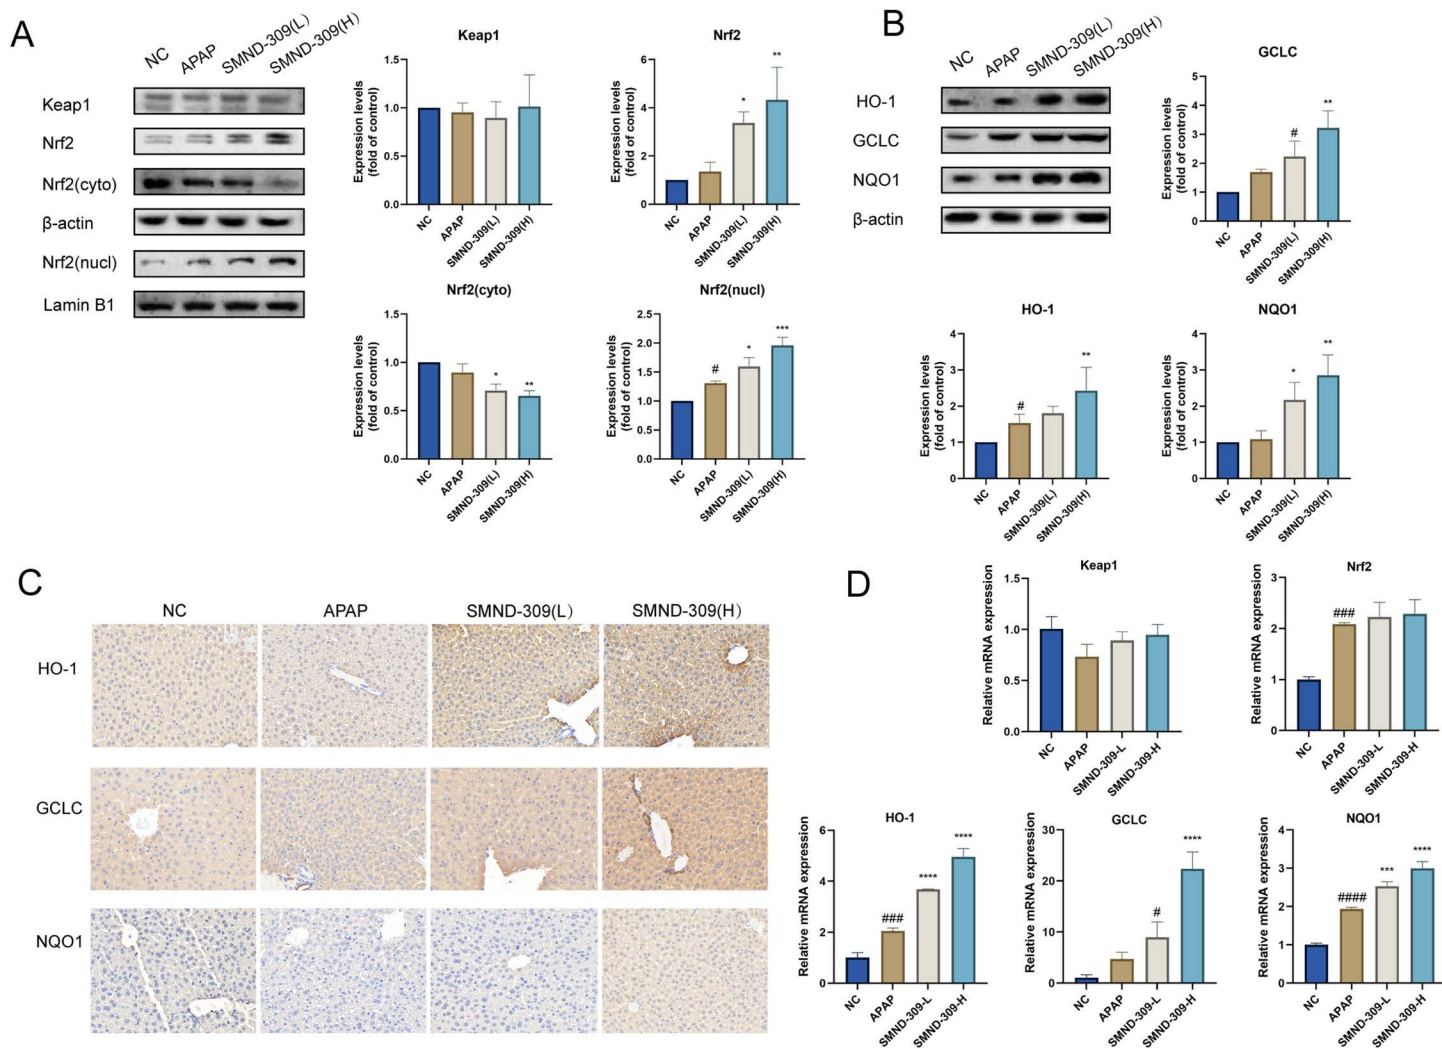 A
NC
APAP
SMND-309(L)
SMND-309(H)
Keap1
Nrf2
Nrf2(cyto)
β-actin
Nrf2(nucl)
Lamin B1
Keap1
Expression levels
(fold of control)
1.5
1.0
0.5
0.0
NC
APAP
SMND-309(L)
SMND-309(H)
Nrf2
Expression levels
(fold of control)
6
4
2
0
*
**
NC
APAP
SMND-309(L)
SMND-309(H)
Nrf2(cyto)
Expression levels
(fold of control)
1.5
1.0
0.5
0.0
*
**
NC
APAP
SMND-309(L)
SMND-309(H)
Nrf2(nucl)
Expression levels
(fold of control)
2.5
2.0
1.5
1.0
0.5
0.0
#
*
***
NC
APAP
SMND-309(L)
SMND-309(H)
B
NC
APAP
SMND-309(L)
SMND-309(H)
HO-1
GCLC
NQO1
β-actin
GCLC
Expression levels
(fold of control)
5
4
3
2
1
0
#
**
NC
APAP
SMND-309(L)
SMND-309(H)
HO-1
Expression levels
(fold of control)
4
3
2
1
0
#
**
NC
APAP
SMND-309(L)
SMND-309(H)
NQO1
Expression levels
(fold of control)
4
3
2
1
0
*
**
NC
APAP
SMND-309(L)
SMND-309(H)
C
NC
APAP
SMND-309(L)
SMND-309(H)
HO-1
GCLC
NQO1
D
Keap1
Relative mRNA expression
1.5
1.0
0.5
0.0
NC
APAP
SMND-309-L
SMND-309-H
Nrf2
Relative mRNA expression
3
2
1
0
###
NC
APAP
SMND-309-L
SMND-309-H
HO-1
Relative mRNA expression
6
4
2
0
###
****
****
NC
APAP
SMND-309-L
SMND-309-H
GCLC
Relative mRNA expression
30
20
10
0
#
****
NC
APAP
SMND-309-L
SMND-309-H
NQO1
Relative mRNA expression
4
3
2
1
0
####
***
****
NC
APAP
SMND-309-L
SMND-309-H